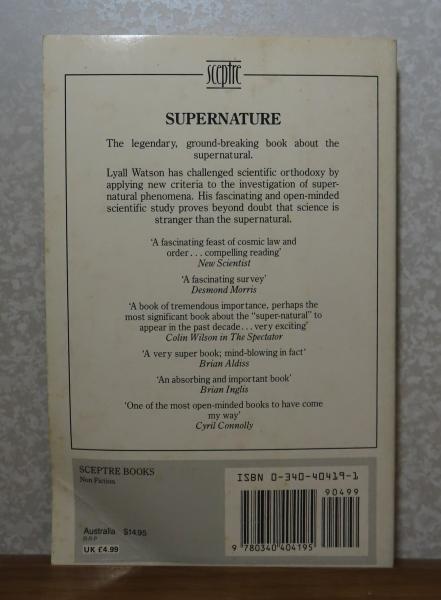 sceptre
SUPERNATURE
The legendary, ground-breaking book about the
supernatural.
Lyall Watson has challenged scientific orthodoxy by
applying new criteria to the investigation of super-
natural phenomena. His fascinating and open-minded
scientific study proves beyond doubt that science is
stranger than the supernatural.
‘A fascinating feast of cosmic law and
order... compelling reading’
New Scientist
‘A fascinating survey’
Desmond Morris
‘A book of tremendous importance, perhaps the
most significant book about the “super-natural” to
appear in the past decade... very exciting’
Colin Wilson in The Spectator
‘A very super book; mind-blowing in fact’
Brian Aldiss
‘An absorbing and important book’
Brian Inglis
‘One of the most open-minded books to have come
my way’
Cyril Connolly
SCEPTRE BOOKS
Non Fiction
Australia $14.95
RRP
UK £4.99
ISBN 0-340-40419-1
90499
9 780340 404195